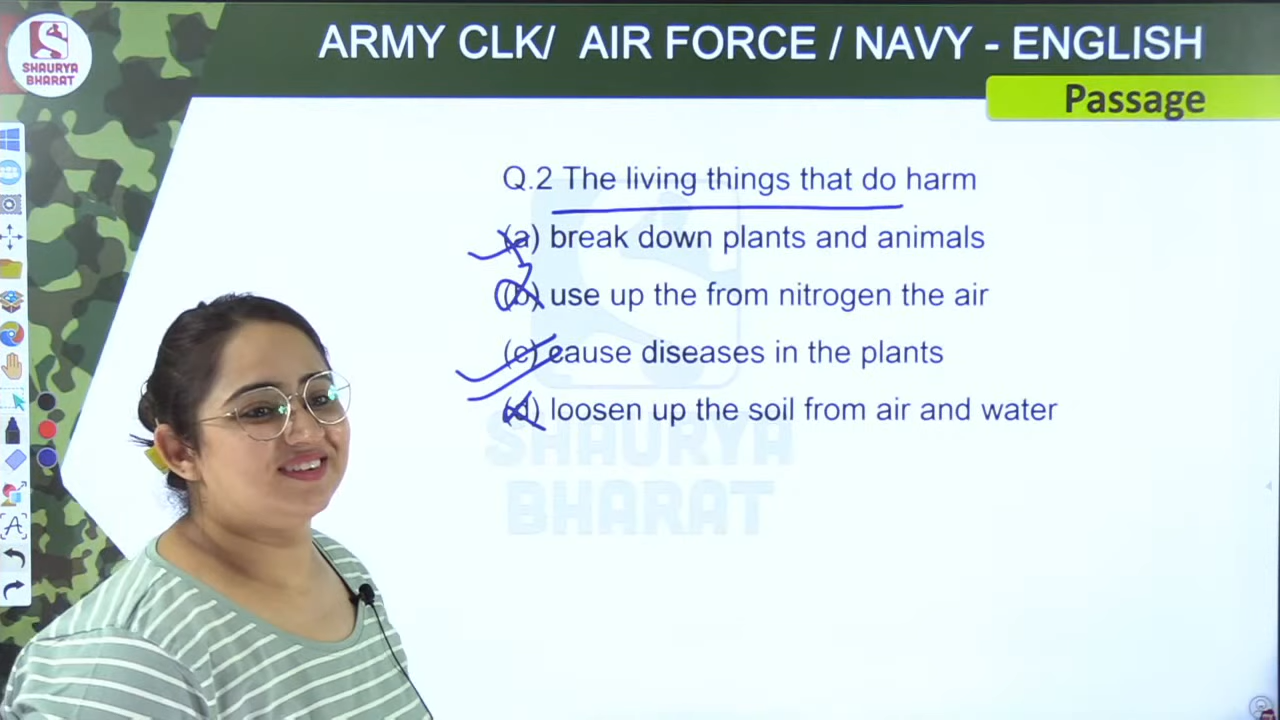 SHAURYA
BHARAT
ARMY CLK/ AIR FORCE / NAVY - ENGLISH
Passage
Q.2 The living things that do harm
(a) break down plants and animals
(b) use up the from nitrogen the air
(c) cause diseases in the plants
(d) loosen up the soil from air and water
SHAURYA
BHARAT